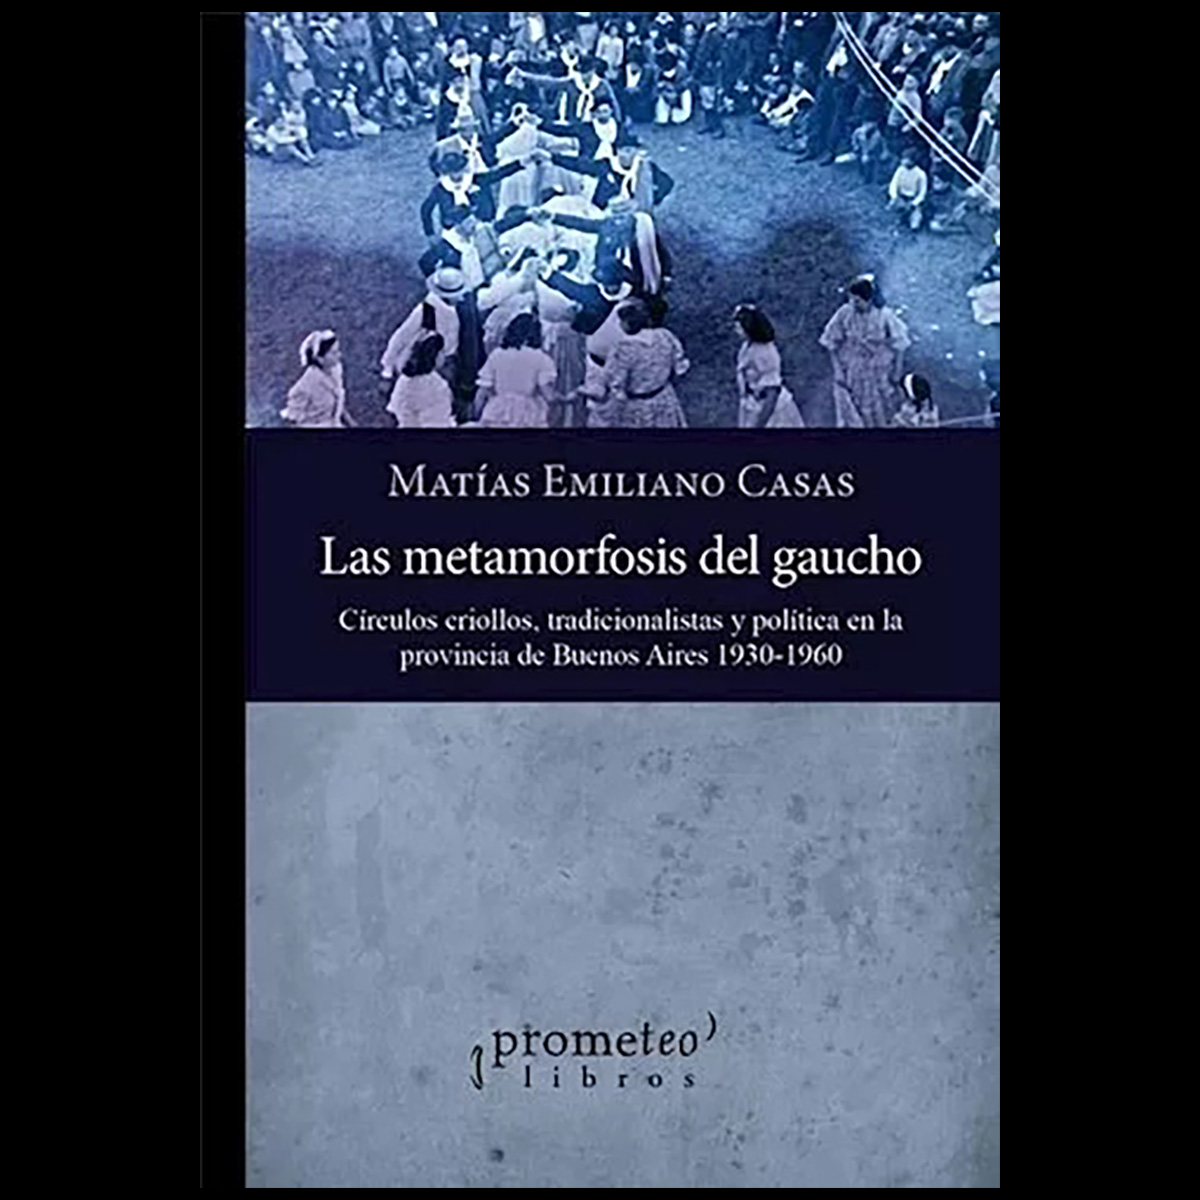 MATÍAS EMILIANO CASAS
Las metamorfosis del gaucho
Círculos criollos, tradicionalistas y política en la
provincia de Buenos Aires 1930-1960
prometeo
libros